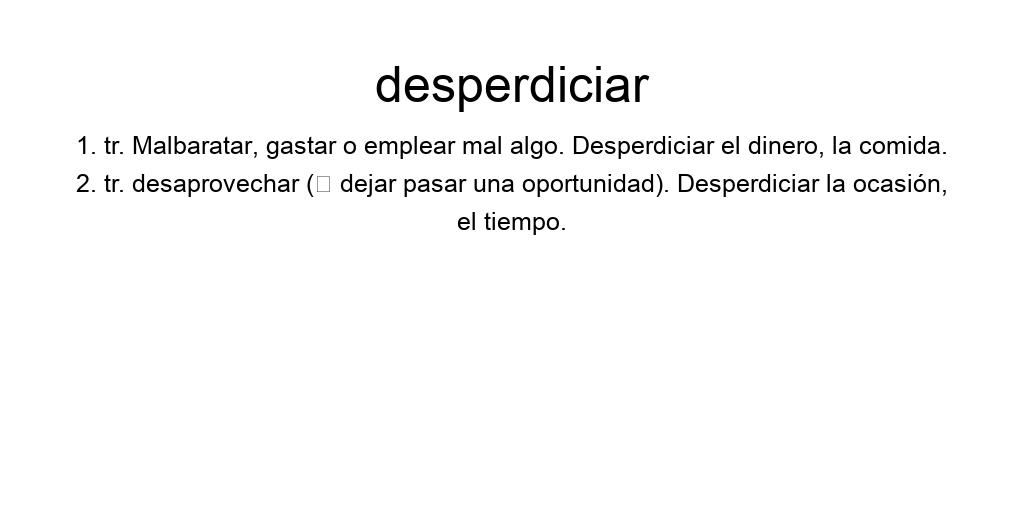 desperdiciar
1. tr. Malbaratar, gastar o emplear mal algo. Desperdiciar el dinero, la comida.
2. tr. desaprovechar (▯ dejar pasar una oportunidad). Desperdiciar la ocasión,
el tiempo.